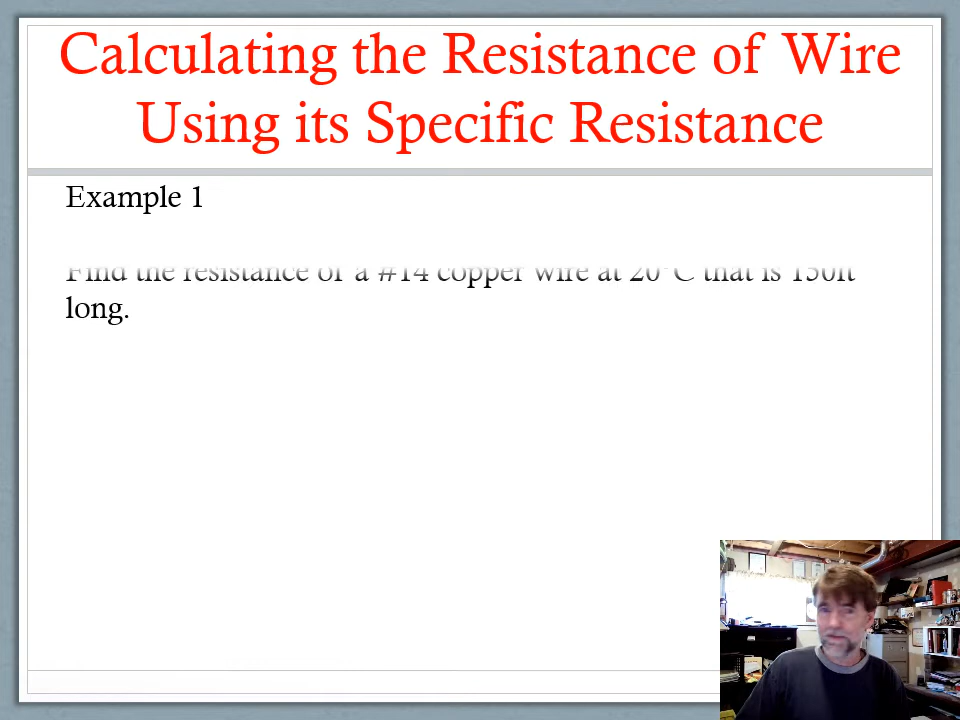 Calculating the Resistance of Wire
Using its Specific Resistance
Example 1
Find the resistance of a #14 copper wire at 20°C that is 150ft
long.